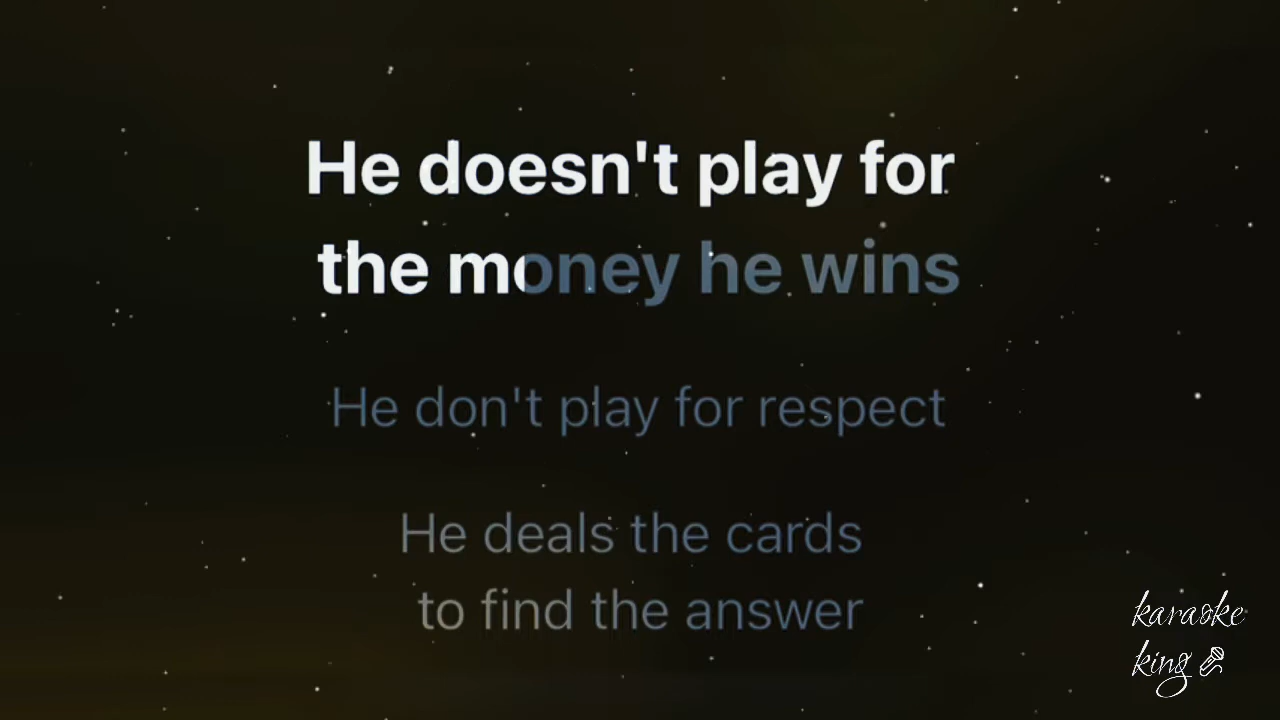 He doesn't play for
the money he wins
He don't play for respect
He deals the cards
to find the answer
karaoke
king